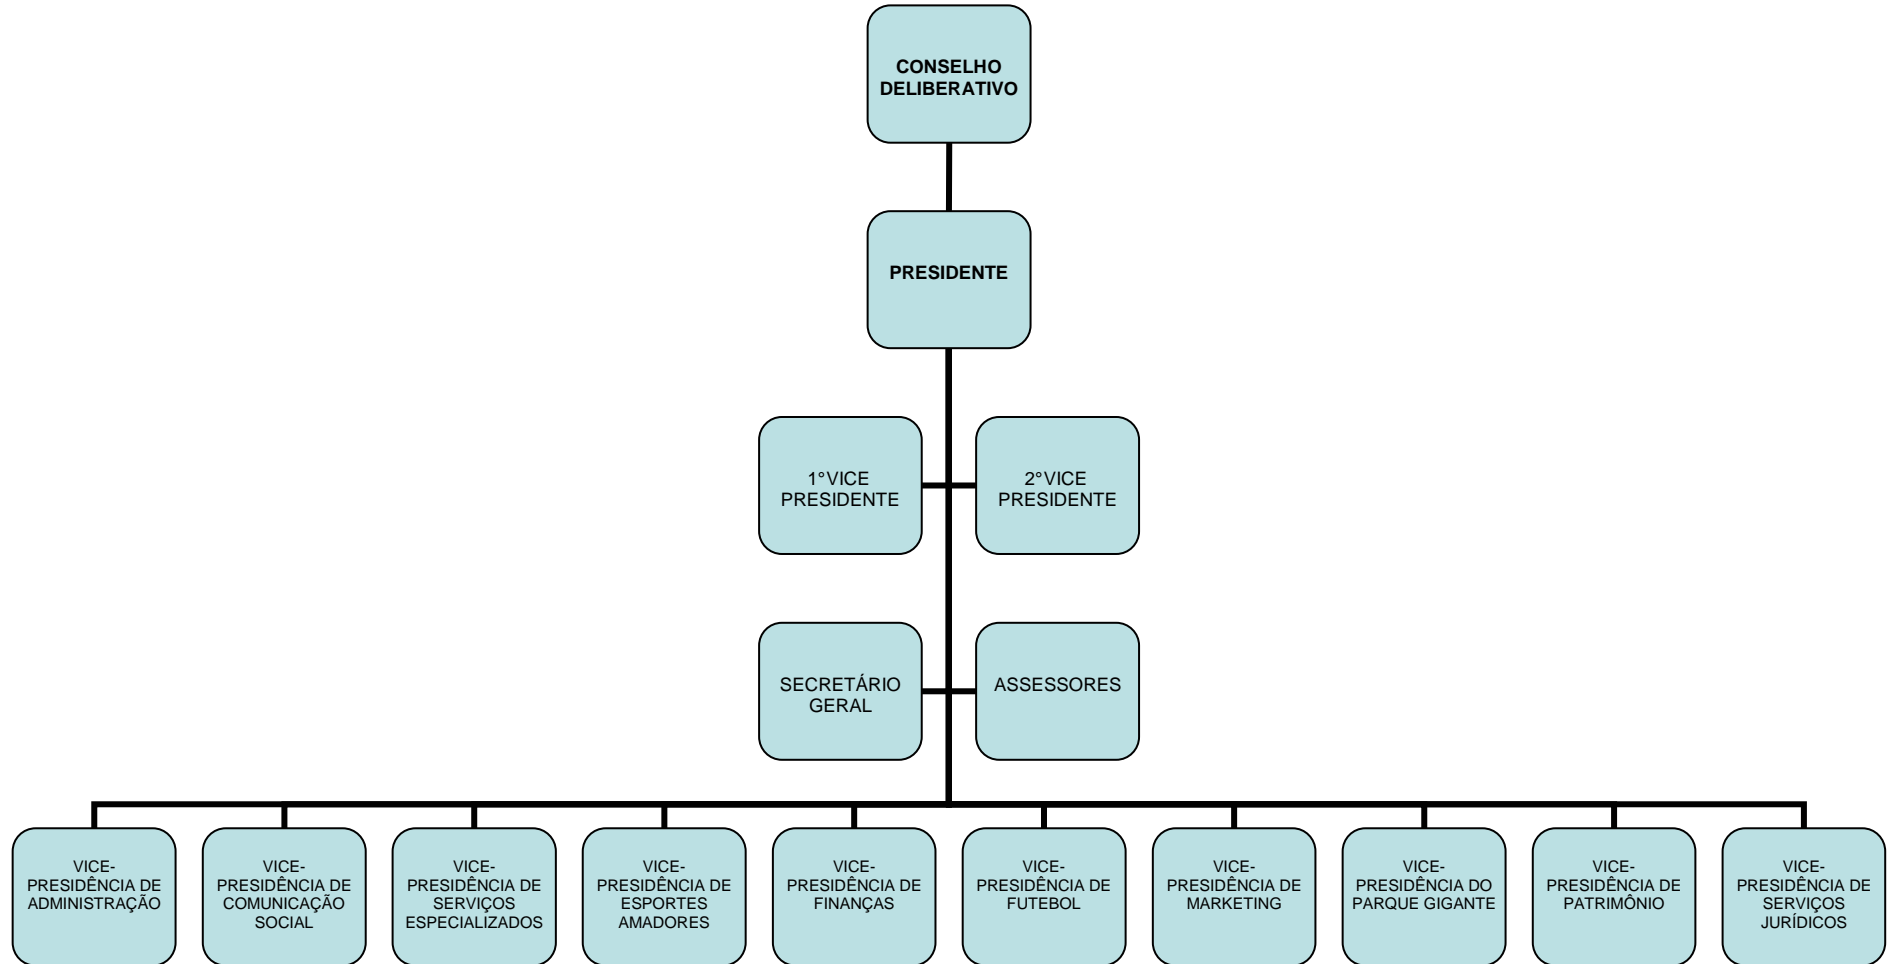 CONSELHO
DELIBERATIVO
PRESIDENTE
1°VICE
PRESIDENTE
2°VICE
PRESIDENTE
SECRETÁRIO
GERAL
ASSESSORES
VICE-
PRESIDÊNCIA DE
ADMINISTRAÇÃO
VICE-
PRESIDÊNCIA DE
COMUNICAÇÃO
SOCIAL
VICE-
PRESIDÊNCIA DE
SERVIÇOS
ESPECIALIZADOS
VICE-
PRESIDÊNCIA DE
ESPORTES
AMADORES
VICE-
PRESIDÊNCIA DE
FINANÇAS
VICE-
PRESIDÊNCIA DE
FUTEBOL
VICE-
PRESIDÊNCIA DE
MARKETING
VICE-
PRESIDÊNCIA DO
PARQUE GIGANTE
VICE-
PRESIDÊNCIA DE
PATRIMÔNIO
VICE-
PRESIDÊNCIA DE
SERVIÇOS
JURÍDICOS